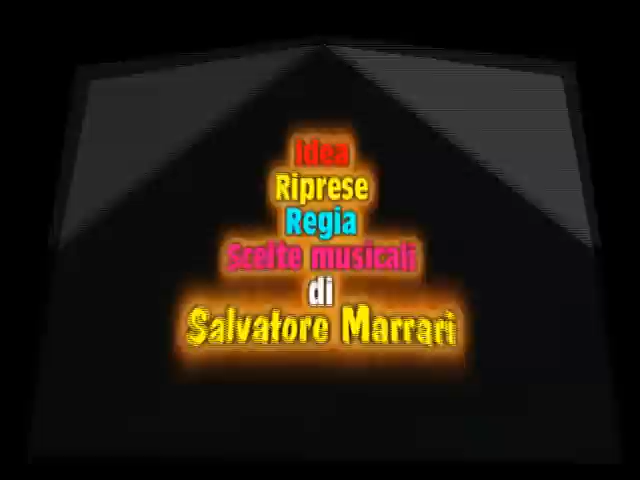 Idea
Riprese
Regia
Scelte musicali
di
Salvatore Marrari